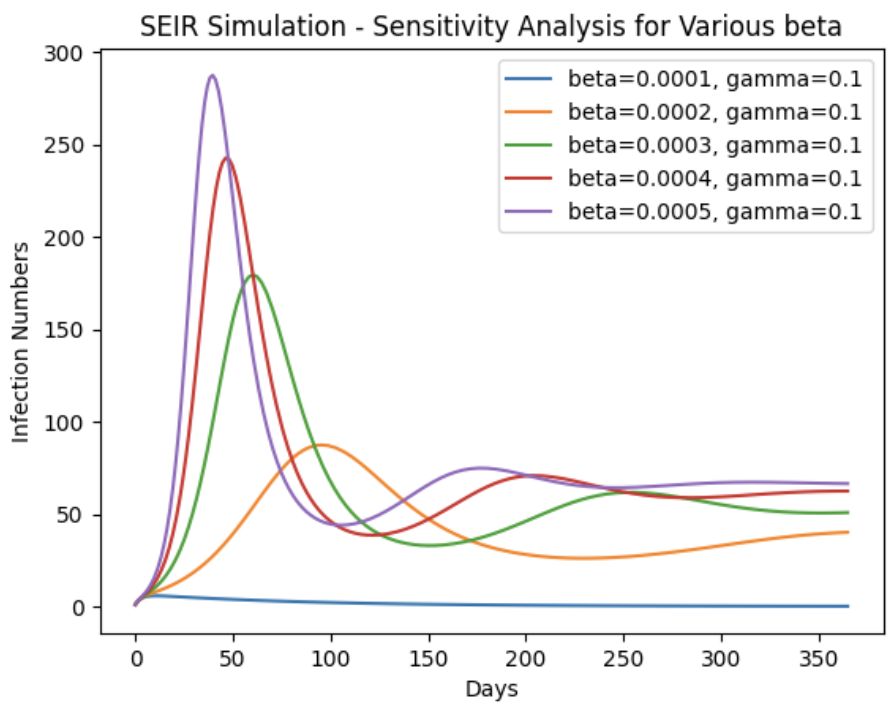 SEIR Simulation - Sensitivity Analysis for Various beta
300
250
200
150
100
50
0
Infection Numbers
beta=0.0001, gamma=0.1
beta=0.0002, gamma=0.1
beta=0.0003, gamma=0.1
beta=0.0004, gamma=0.1
beta=0.0005, gamma=0.1
0 50 100 150 200 250 300 350
Days